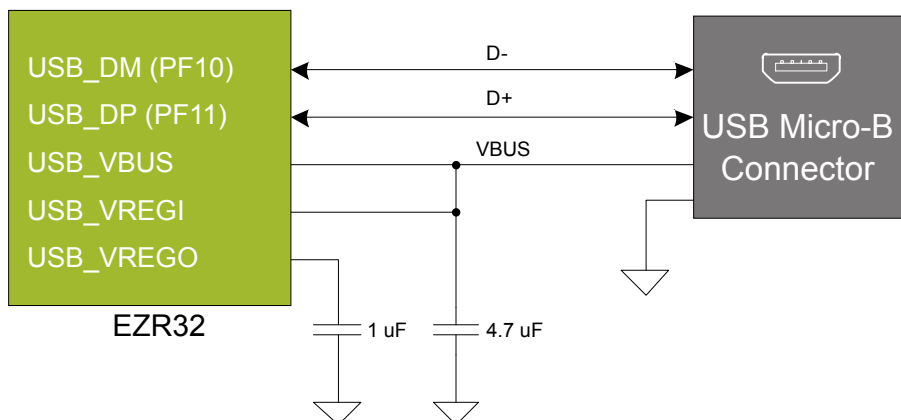 USB_DM (PF10)
USB_DP (PF11)
USB_VBUS
USB_VREGI
USB_VREGO
EZR32
D-
D+
VBUS
USB Micro-B
Connector
1 uF
4.7 uF